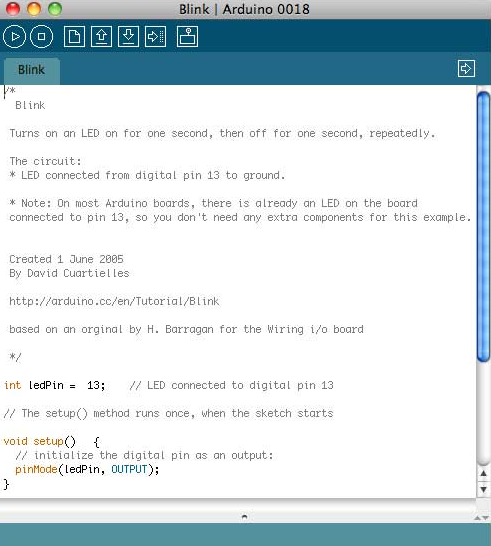 Blink | Arduino 0018
Blink
/*
Blink
Turns on an LED on for one second, then off for one second, repeatedly.
The circuit:
* LED connected from digital pin 13 to ground.
* Note: On most Arduino boards, there is already an LED on the board
connected to pin 13, so you don't need any extra components for this example.
Created 1 June 2005
By David Cuartielles
http://arduino.cc/en/Tutorial/Blink
based on an orginal by H. Barragan for the Wiring i/o board
*/
int ledPin =  13;    // LED connected to digital pin 13
// The setup() method runs once, when the sketch starts
void setup()   {
// initialize the digital pin as an output:
pinMode(ledPin, OUTPUT);
}